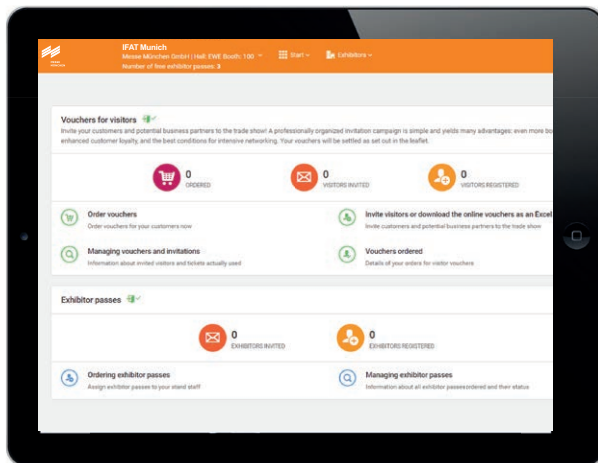 IFAT Munich
Messe München GmbH | Hall: EWE Booth: 100
Start
Exhibitors
Number of free exhibitor passes: 3
Vouchers for visitors
Invite your customers and potential business partners to the trade show! A professionally organized invitation campaign is simple and yields many advantages: even more bo
enhanced customer loyalty, and the best conditions for intensive networking. Your vouchers will be settled as set out in the leaflet.
0
ORDERED
0
VISITORS INVITED
0
VISITORS REGISTERED
Order vouchers
Order vouchers for your customers now
Invite visitors or download the online vouchers as an Excel
Invite customers and potential business partners to the trade show
Managing vouchers and invitations
Information about invited visitors and tickets actually used
Vouchers ordered
Details of your orders for visitor vouchers
Exhibitor passes
0
EXHIBITORS INVITED
0
EXHIBITORS REGISTERED
Ordering exhibitor passes
Assign exhibitor passes to your stand staff
Managing exhibitor passes
Information about all exhibitor passesordered and their status